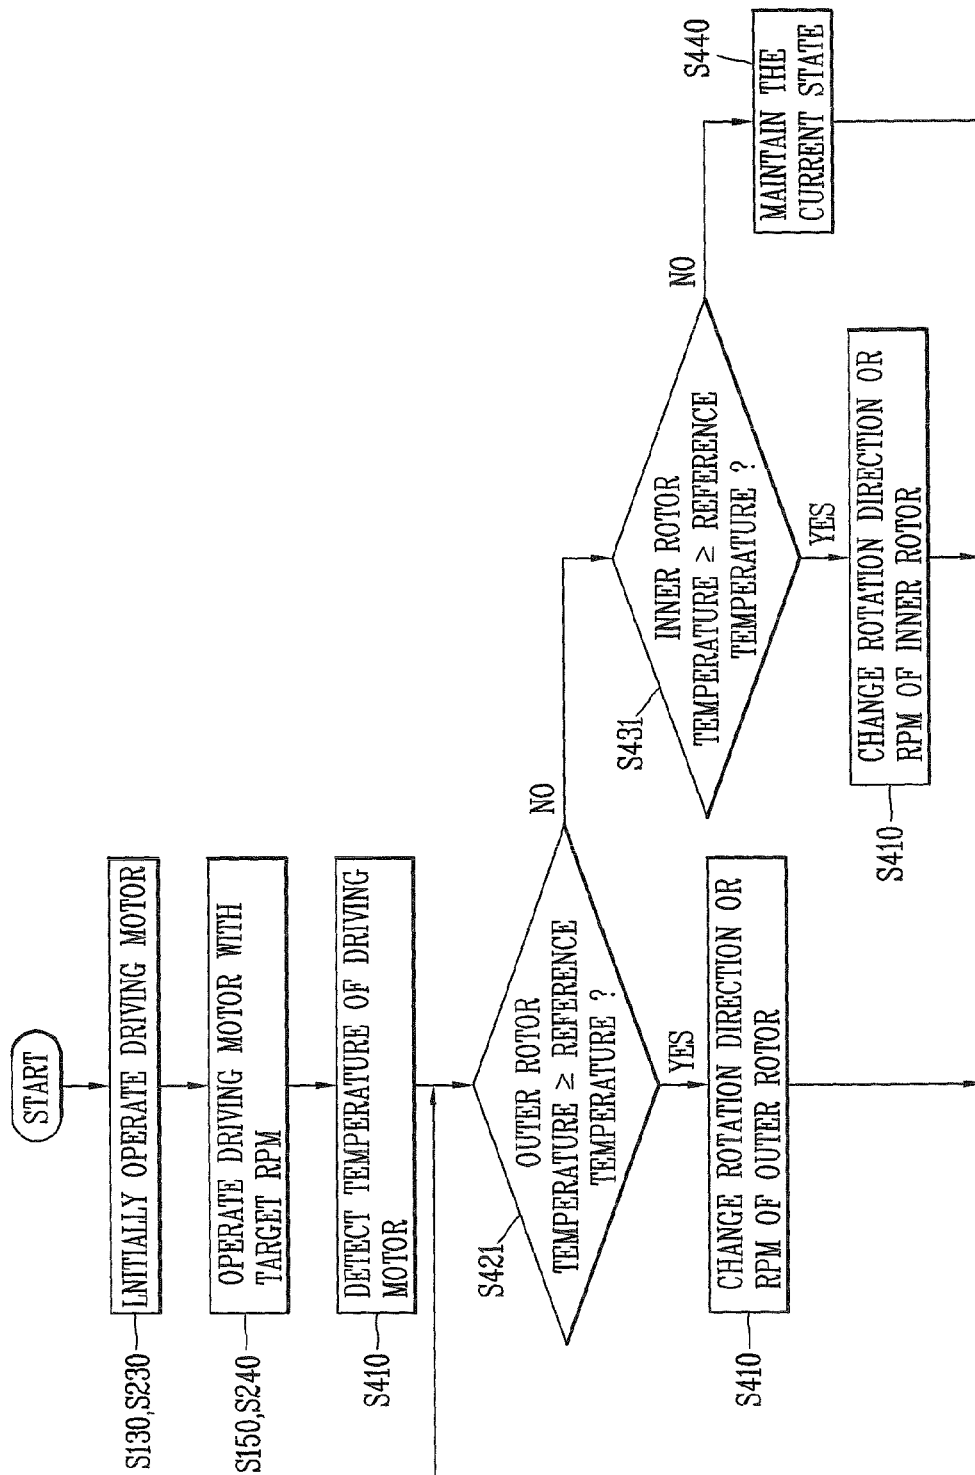 START
S130,S230
LNITIALLY OPERATE DRIVING MOTOR
S150,S240
OPERATE DRIVING MOTOR WITH
TARGET RPM
S410
DETECT TEMPERATURE OF DRIVING
MOTOR
S421
OUTER ROTOR
TEMPERATURE ≥ REFERENCE
TEMPERATURE ?
NO
YES
S410
CHANGE ROTATION DIRECTION OR
RPM OF OUTER ROTOR
S431
INNER ROTOR
TEMPERATURE ≥ REFERENCE
TEMPERATURE ?
NO
YES
S410
CHANGE ROTATION DIRECTION OR
RPM OF INNER ROTOR
S440
MAINTAIN THE
CURRENT STATE